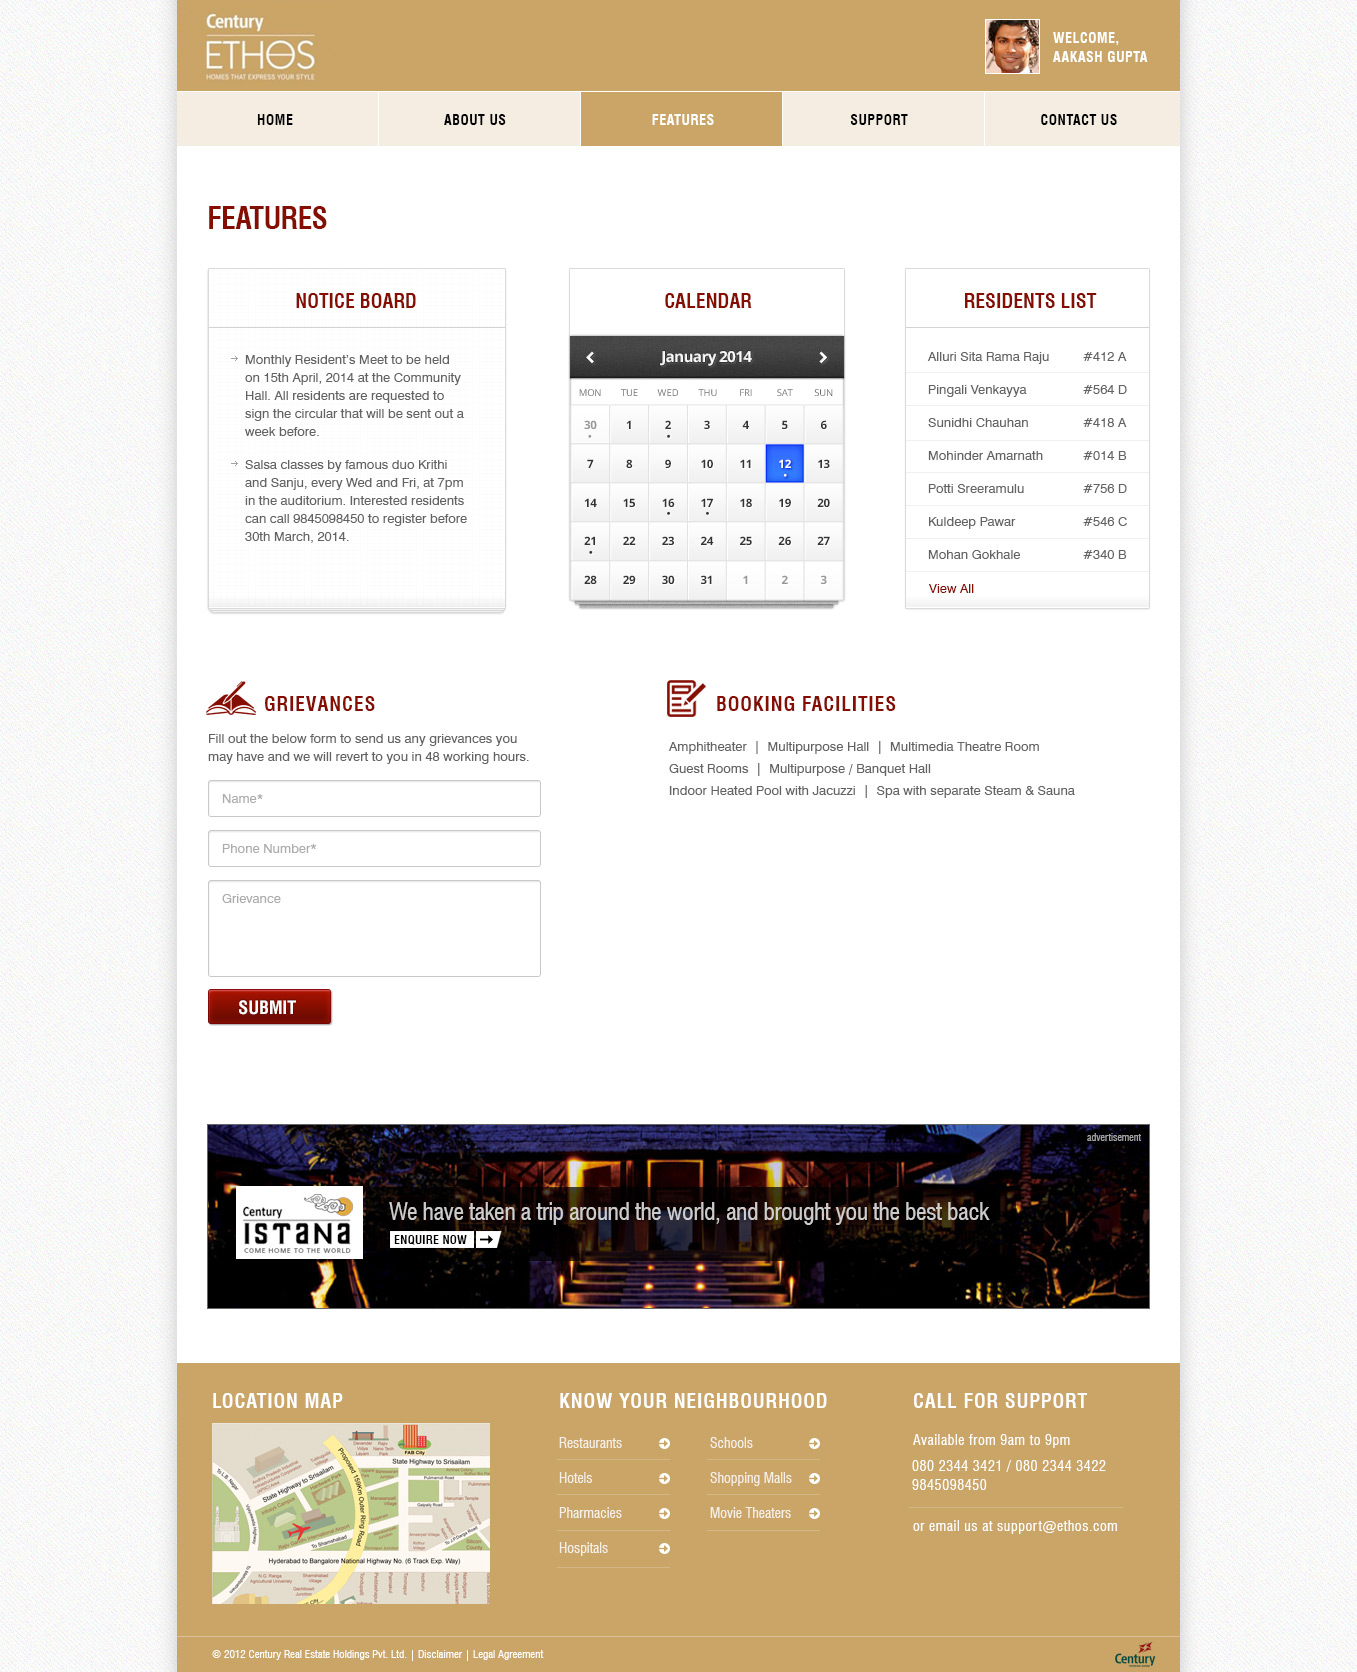 Century
ETHOS
HOMES THAT EXPRESS YOUR STYLE
WELCOME,
AAKASH GUPTA
HOME
ABOUT US
FEATURES
SUPPORT
CONTACT US
FEATURES
NOTICE BOARD
Monthly Resident's Meet to be held
on 15th April, 2014 at the Community
Hall. All residents are requested to
sign the circular that will be sent out a
week before.
Salsa classes by famous duo Krithi
and Sanju, every Wed and Fri, at 7pm
in the auditorium. Interested residents
can call 9845098450 to register before
30th March, 2014.
CALENDAR
January 2014
MON TUE WED THU FRI SAT SUN
30 1 2 3 4 5 6
7 8 9 10 11 12 13
14 15 16 17 18 19 20
21 22 23 24 25 26 27
28 29 30 31 1 2 3
RESIDENTS LIST
Alluri Sita Rama Raju #412 A
Pingali Venkayya #564 D
Sunidhi Chauhan #418 A
Mohinder Amarnath #014 B
Potti Sreeramulu #756 D
Kuldeep Pawar #546 C
Mohan Gokhale #340 B
View All
GRIEVANCES
Fill out the below form to send us any grievances you
may have and we will revert to you in 48 working hours.
Name*
Phone Number*
Grievance
SUBMIT
BOOKING FACILITIES
Amphitheater | Multipurpose Hall | Multimedia Theatre Room
Guest Rooms | Multipurpose / Banquet Hall
Indoor Heated Pool with Jacuzzi | Spa with separate Steam & Sauna
advertisement
Century
ISTANA
COME HOME TO THE WORLD
We have taken a trip around the world, and brought you the best back
ENQUIRE NOW
LOCATION MAP
FAB City
State Highway to Srisailam
State Highway to Srisailam
Proposed 159Km Outer Ring Road
To Shamshabad
Hyderabad to Bangalore National Highway No. (6 Track Exp. Way)
KNOW YOUR NEIGHBOURHOOD
Restaurants
Hotels
Pharmacies
Hospitals
Schools
Shopping Malls
Movie Theaters
CALL FOR SUPPORT
Available from 9am to 9pm
080 2344 3421 / 080 2344 3422
9845098450
or email us at support@ethos.com
© 2012 Century Real Estate Holdings Pvt. Ltd. | Disclaimer | Legal Agreement
Century